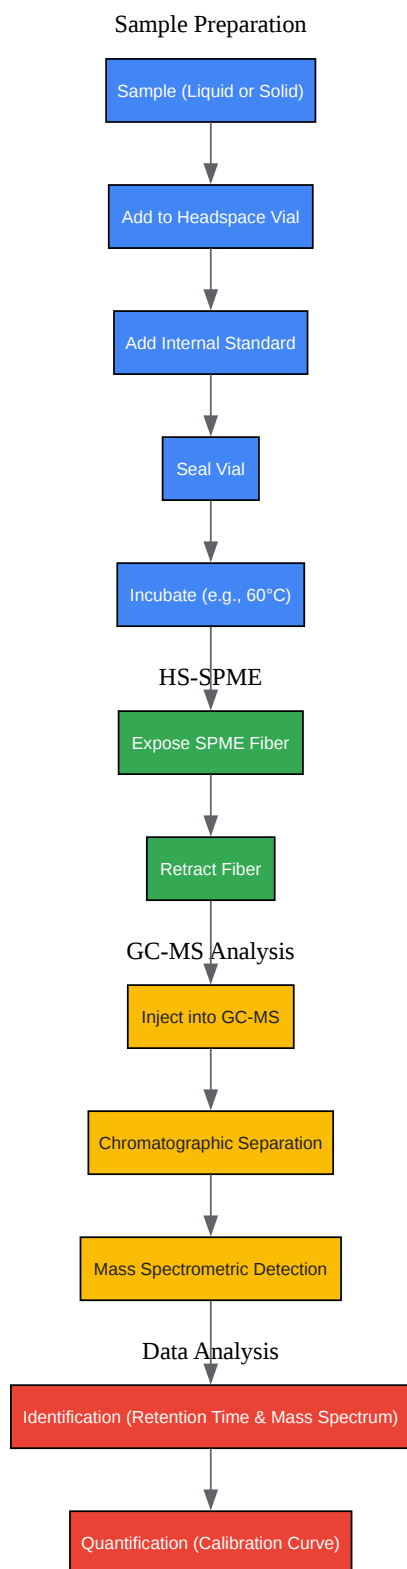 Sample Preparation
Sample (Liquid or Solid)
Add to Headspace Vial
Add Internal Standard
Seal Vial
Incubate (e.g., 60°C)
HS-SPME
Expose SPME Fiber
Retract Fiber
GC-MS Analysis
Inject into GC-MS
Chromatographic Separation
Mass Spectrometric Detection
Data Analysis
Identification (Retention Time & Mass Spectrum)
Quantification (Calibration Curve)